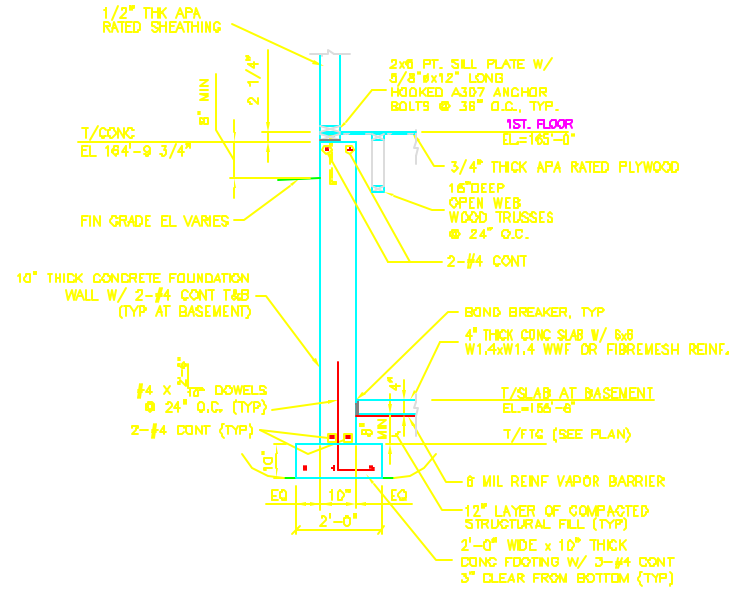 1/2" THK APA
RATED SHEATHING
8" MIN
2 1/4"
2x6 PT. SILL PLATE W/
5/8"øx12" LONG
HOOKED A307 ANCHOR
BOLTS @ 36" O.C., TYP.
T/CONC
EL 164'-9 3/4"
1ST. FLOOR
EL=165'-0"
3/4" THICK APA RATED PLYWOOD
16"DEEP
OPEN WEB
WOOD TRUSSES
@ 24" O.C.
FIN GRADE EL VARIES
2-#4 CONT
10" THICK CONCRETE FOUNDATION
WALL W/ 2-#4 CONT T&B
(TYP AT BASEMENT)
BOND BREAKER, TYP
4" THICK CONC SLAB W/ 6x6
W1.4xW1.4 WWF OR FIBREMESH REINF.
#4 X DOWELS
@ 24" O.C. (TYP)
10"
4"
T/SLAB AT BASEMENT
2-#4 CONT (TYP)
8"
MIN
T/FTG (SEE PLAN)
10"
6 MIL REINF VAPOR BARRIER
EQ 10" EQ
2'-0"
12" LAYER OF COMPACTED
STRUCTURAL FILL (TYP)
2'-0" WIDE x 10" THICK
CONC FOOTING W/ 3-#4 CONT
3" CLEAR FROM BOTTOM (TYP)